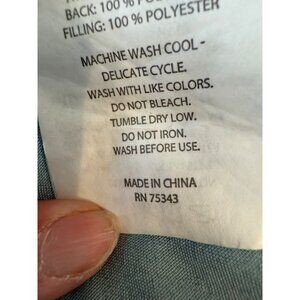 BACK: 100 % PO
FILLING: 100 % POLYESTER
MACHINE WASH COOL -
DELICATE CYCLE.
WASH WITH LIKE COLORS.
DO NOT BLEACH.
TUMBLE DRY LOW.
DO NOT IRON.
WASH BEFORE USE.
MADE IN CHINA
RN 75343